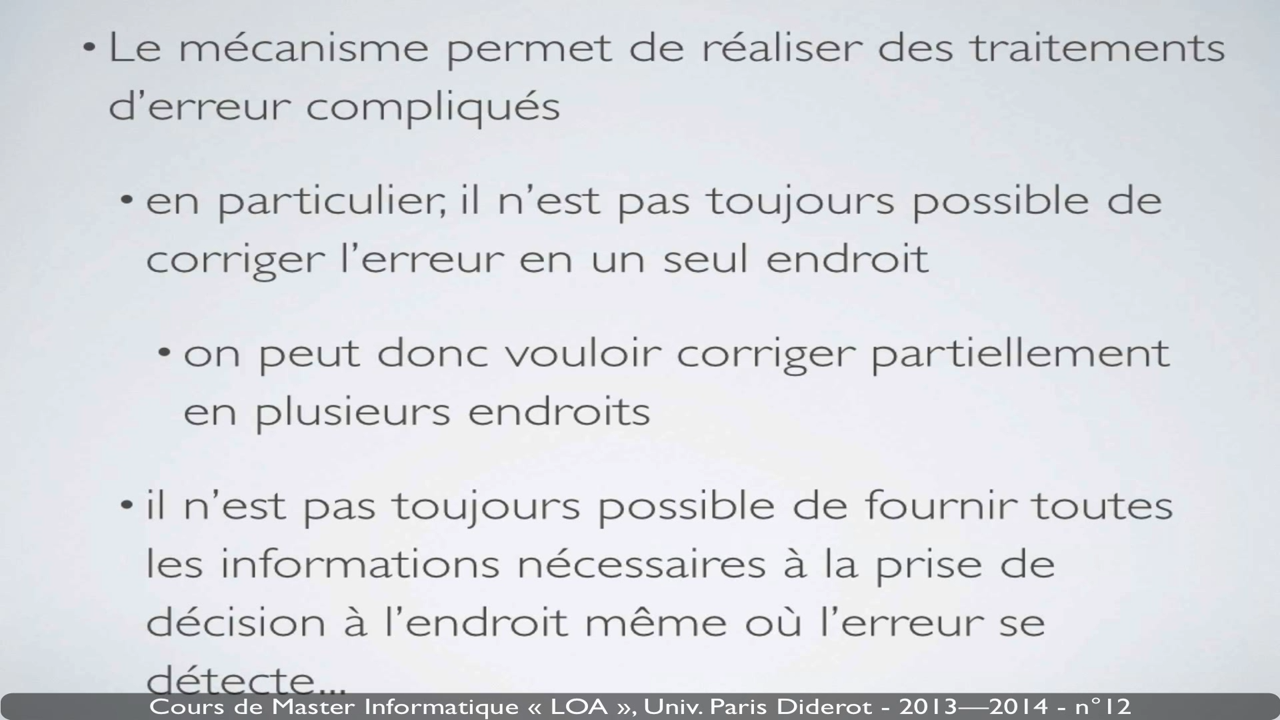 • Le mécanisme permet de réaliser des traitements
d’erreur compliqués
• en particulier, il n’est pas toujours possible de
corriger l’erreur en un seul endroit
• on peut donc vouloir corriger partiellement
en plusieurs endroits
• il n’est pas toujours possible de fournir toutes
les informations nécessaires à la prise de
décision à l’endroit même où l’erreur se
détecte...
Cours de Master Informatique « LOA », Univ. Paris Diderot - 2013—2014 - n°12